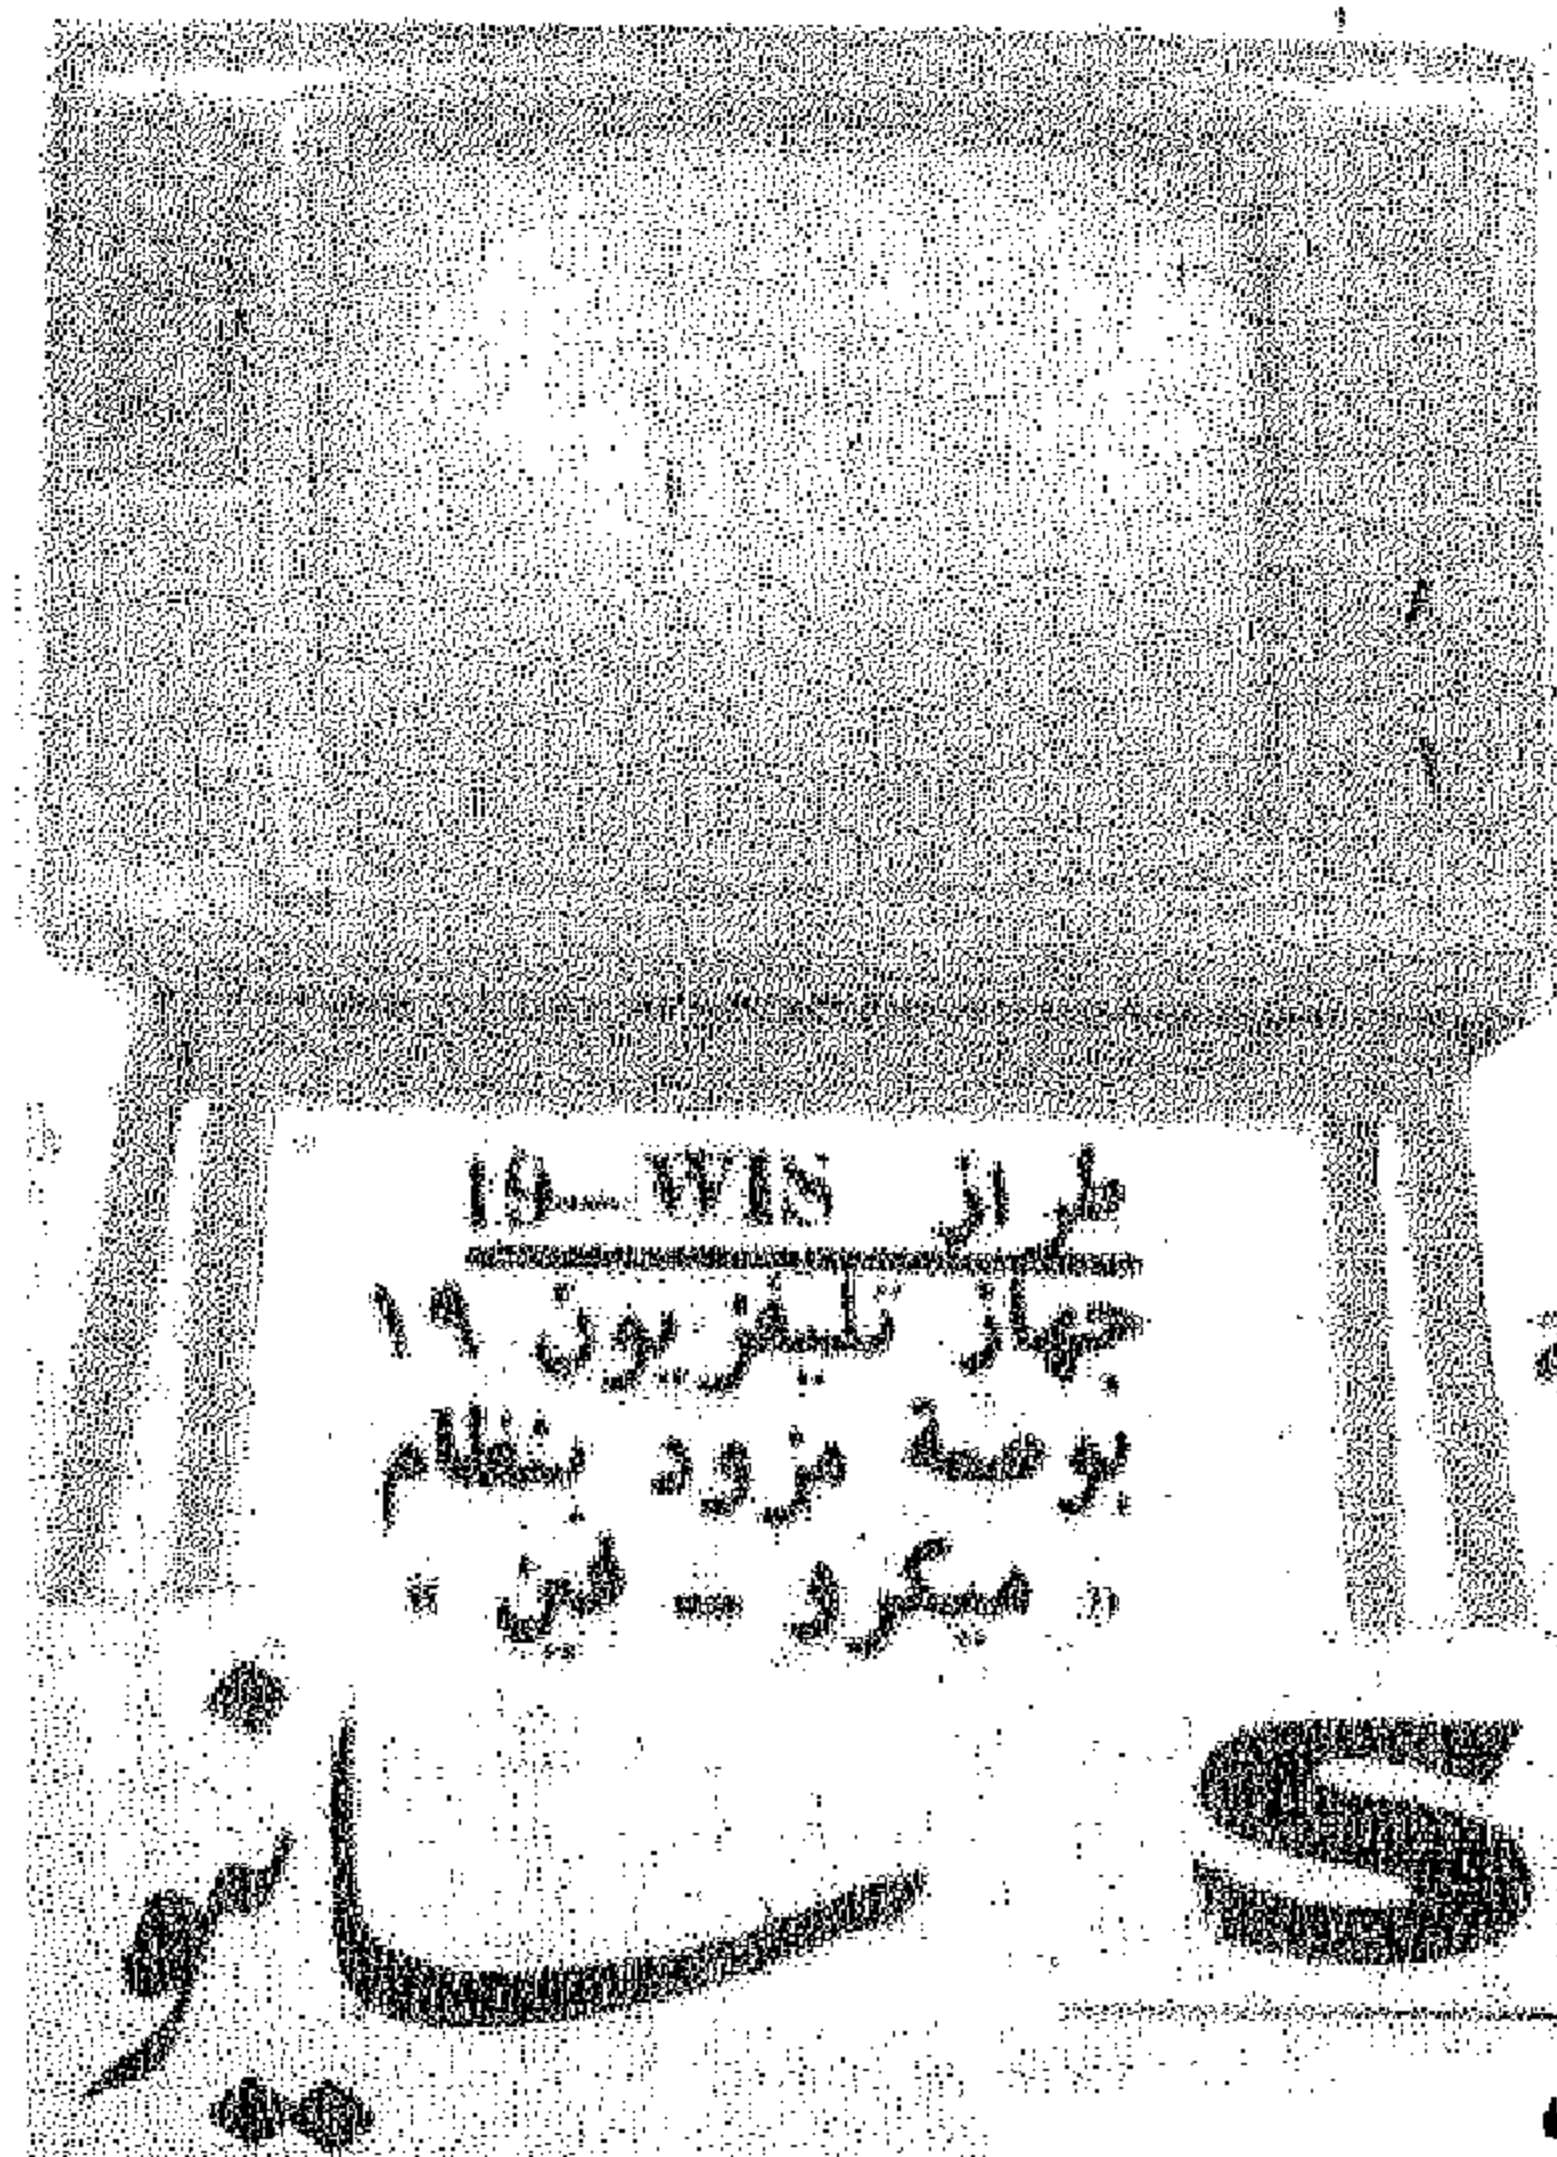 طراز 19 WIS
جهاز تلفزيون ١٩
بوصة مزود بنظام
ميكرو – لين
S